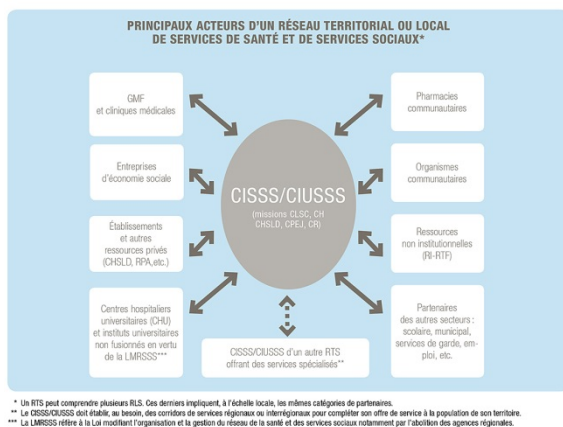 PRINCIPAUX ACTEURS D'UN RÉSEAU TERRITORIAL OU LOCAL
DE SERVICES DE SANTÉ ET DE SERVICES SOCIAUX*
GMF
et cliniques médicales
Entreprises
d'économie sociale
Établissements
et autres
ressources privés
(CHSLD, RPA,etc.)
Centres hospitaliers
universitaires (CHU)
et instituts universitaires
non fusionnés en vertu
de la LMRSSS***
CISSS/CIUSSS
(missions CLSC, CH
CHSLD, CPEJ, CR)
CISSS/CIUSSS d'un autre RTS
offrant des services spécialisés**
Pharmacies
communautaires
Organismes
communautaires
Ressources
non institutionnelles
(RI-RTF)
Partenaires
des autres secteurs :
scolaire, municipal,
services de garde, em-
ploi, etc.
* Un RTS peut comprendre plusieurs RLS. Ces derniers impliquent, à l'échelle locale, les mêmes catégories de partenaires.
** Le CISSS/CIUSSS doit établir, au besoin, des corridors de services régionaux ou interrégionaux pour compléter son offre de service à la population de son territoire.
*** La LMRSSS réfère à la Loi modifiant l'organisation et la gestion du réseau de la santé et des services sociaux notamment par l'abolition des agences régionales.